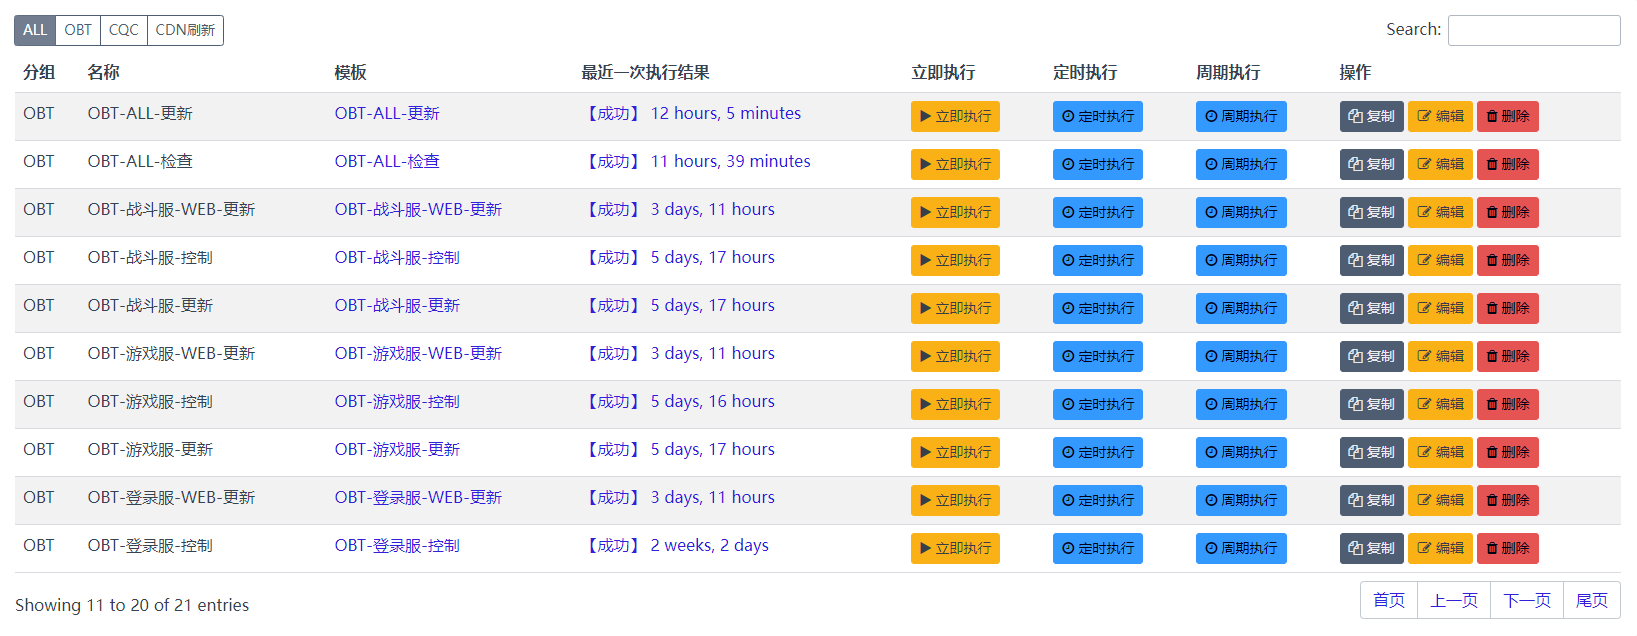 ALL OBT CQC CDN刷新 Search:
分组 名称 模板 最近一次执行结果 立即执行 定时执行 周期执行 操作
OBT OBT-ALL-更新 OBT-ALL-更新 【成功】 12 hours, 5 minutes 立即执行 定时执行 周期执行 复制 编辑 删除
OBT OBT-ALL-检查 OBT-ALL-检查 【成功】 11 hours, 39 minutes 立即执行 定时执行 周期执行 复制 编辑 删除
OBT OBT-战斗服-WEB-更新 OBT-战斗服-WEB-更新 【成功】 3 days, 11 hours 立即执行 定时执行 周期执行 复制 编辑 删除
OBT OBT-战斗服-控制 OBT-战斗服-控制 【成功】 5 days, 17 hours 立即执行 定时执行 周期执行 复制 编辑 删除
OBT OBT-战斗服-更新 OBT-战斗服-更新 【成功】 5 days, 17 hours 立即执行 定时执行 周期执行 复制 编辑 删除
OBT OBT-游戏服-WEB-更新 OBT-游戏服-WEB-更新 【成功】 3 days, 11 hours 立即执行 定时执行 周期执行 复制 编辑 删除
OBT OBT-游戏服-控制 OBT-游戏服-控制 【成功】 5 days, 16 hours 立即执行 定时执行 周期执行 复制 编辑 删除
OBT OBT-游戏服-更新 OBT-游戏服-更新 【成功】 5 days, 17 hours 立即执行 定时执行 周期执行 复制 编辑 删除
OBT OBT-登录服-WEB-更新 OBT-登录服-WEB-更新 【成功】 3 days, 11 hours 立即执行 定时执行 周期执行 复制 编辑 删除
OBT OBT-登录服-控制 OBT-登录服-控制 【成功】 2 weeks, 2 days 立即执行 定时执行 周期执行 复制 编辑 删除
Showing 11 to 20 of 21 entries 首页 上一页 下一页 尾页